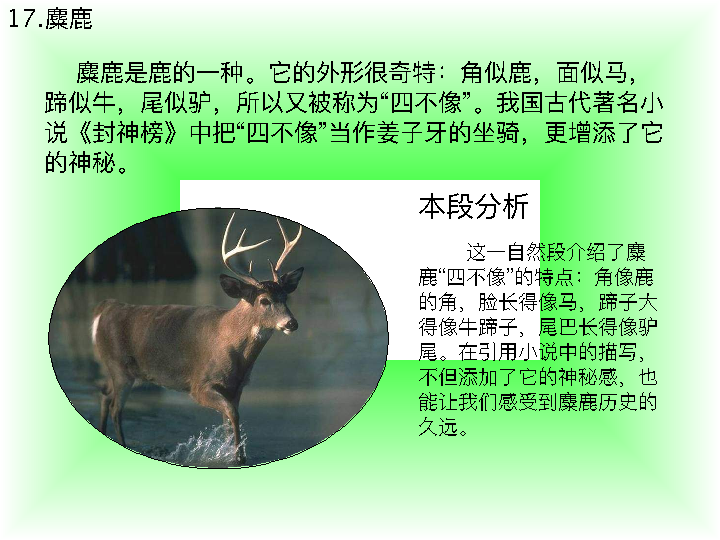 17.麋鹿
麋鹿是鹿的一种。它的外形很奇特：角似鹿，面似马，
蹄似牛，尾似驴，所以又被称为“四不像”。我国古代著名小
说《封神榜》中把“四不像”当作姜子牙的坐骑，更增添了它
的神秘。
本段分析
这一自然段介绍了麋
鹿“四不像”的特点：角像鹿
的角，脸长得像马，蹄子大
得像牛蹄子，尾巴长得像驴
尾。在引用小说中的描写，
不但添加了它的神秘感，也
能让我们感受到麋鹿历史的
久远。